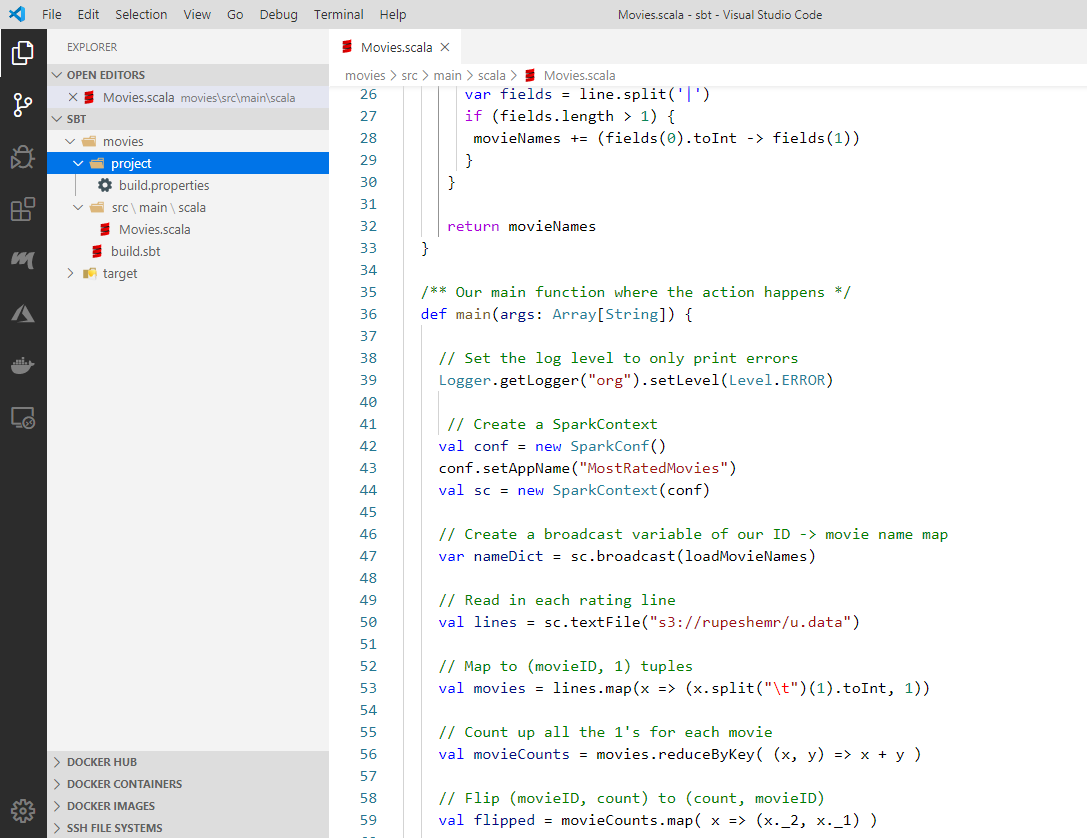 File Edit Selection View Go Debug Terminal Help Movies.scala - sbt - Visual Studio Code
EXPLORER
OPEN EDITORS
Movies.scala movies\src\main\scala
SBT
movies
project
build.properties
src \ main \ scala
Movies.scala
build.sbt
target
DOCKER HUB
DOCKER CONTAINERS
DOCKER IMAGES
SSH FILE SYSTEMS
Movies.scala
movies > src > main > scala > Movies.scala
26 var fields = line.split('|')
27 if (fields.length > 1) {
28 movieNames += (fields(0).toInt -> fields(1))
29 }
30 }
31
32 return movieNames
33 }
34
35 /** Our main function where the action happens */
36 def main(args: Array[String]) {
37
38 // Set the log level to only print errors
39 Logger.getLogger("org").setLevel(Level.ERROR)
40
41 // Create a SparkContext
42 val conf = new SparkConf()
43 conf.setAppName("MostRatedMovies")
44 val sc = new SparkContext(conf)
45
46 // Create a broadcast variable of our ID -> movie name map
47 var nameDict = sc.broadcast(loadMovieNames)
48
49 // Read in each rating line
50 val lines = sc.textFile("s3://rupeshemr/u.data")
51
52 // Map to (movieID, 1) tuples
53 val movies = lines.map(x => (x.split("\t")(1).toInt, 1))
54
55 // Count up all the 1's for each movie
56 val movieCounts = movies.reduceByKey( (x, y) => x + y )
57
58 // Flip (movieID, count) to (count, movieID)
59 val flipped = movieCounts.map( x => (x._2, x._1) )